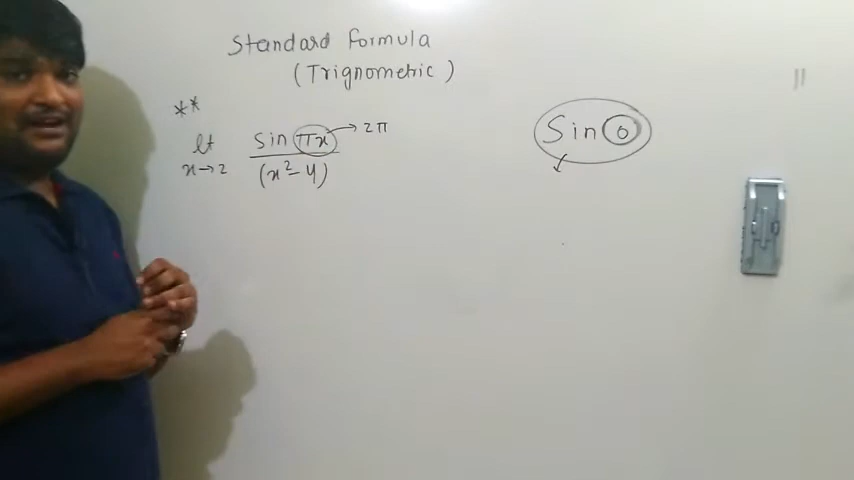 Standard Formula
(Trignometric)
**
lt sin πx → 2π
x→2 (x²-4)
Sin 0